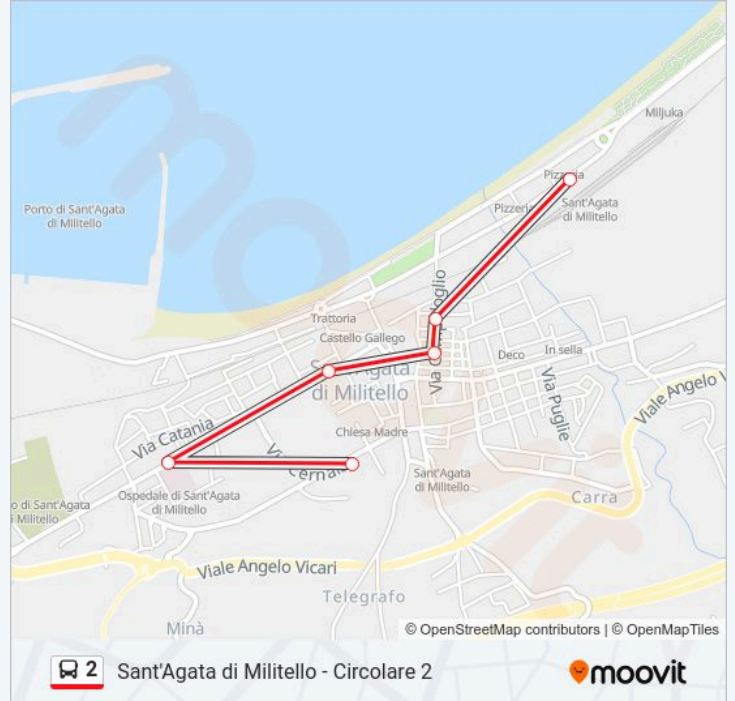 Miljuka
Pizzeria
Pizzeria
Sant'Agata
di Militello
Porto di Sant'Agata
di Militello
Trattoria
Castello Gallego
di Militello
Deco
In sella
Via Puglie
Viale Angelo V
Via Catania
Chiesa Madre
Via Cernaia
Sant'Agata
di Militello
Ospedale di Sant'Agata
di Militello
o di Sant'Agata
i Militello
Carra
Viale Angelo Vicari
Telegrafo
Minà
© OpenStreetMap contributors | © OpenMapTiles
2 Sant'Agata di Militello - Circolare 2
moovit